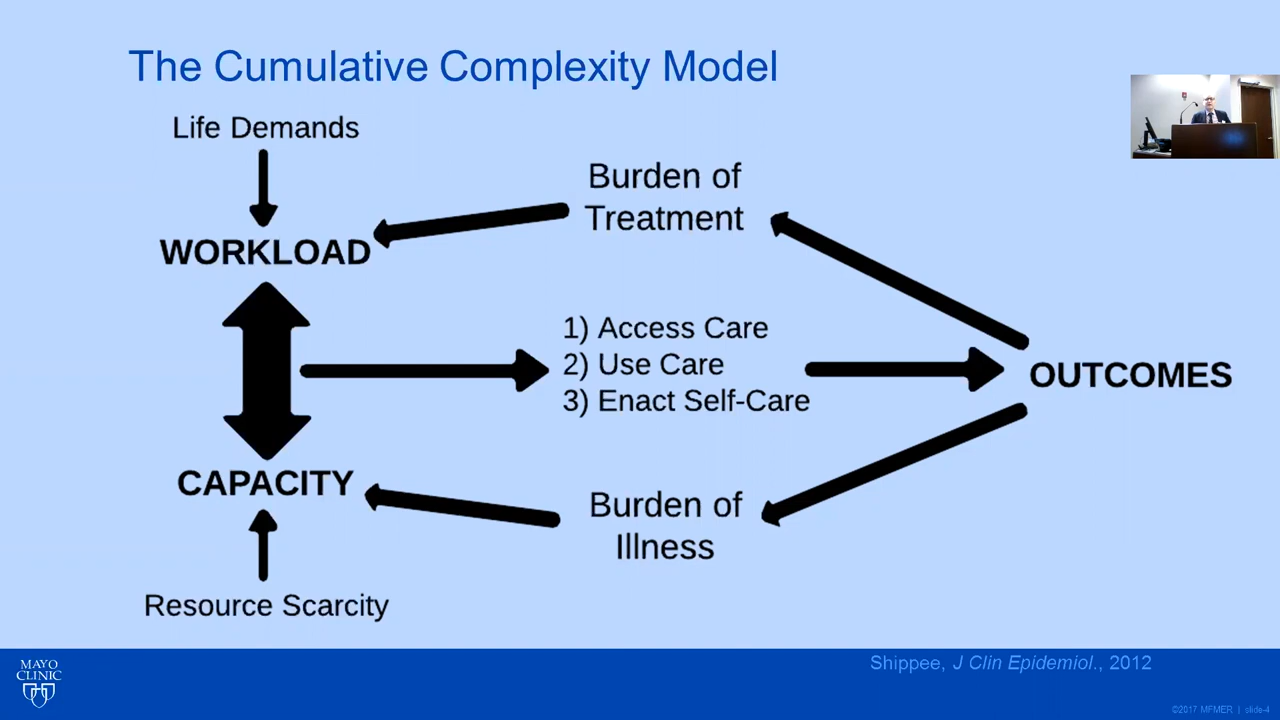 The Cumulative Complexity Model
Life Demands
WORKLOAD
Burden of
Treatment
1) Access Care
2) Use Care
3) Enact Self-Care
OUTCOMES
CAPACITY
Burden of
Illness
Resource Scarcity
MAYO
CLINIC
Shippee, J Clin Epidemiol., 2012
©2017 MFMER | slide-4